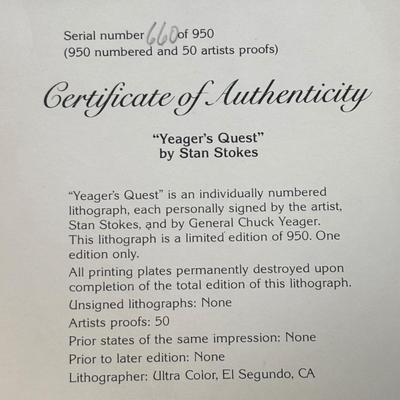 Serial number 660 of 950
(950 numbered and 50 artists proofs)
Certificate of Authenticity
“Yeager's Quest”
by Stan Stokes
“Yeager's Quest” is an individually numbered
lithograph, each personally signed by the artist,
Stan Stokes, and by General Chuck Yeager.
This lithograph is a limited edition of 950. One
edition only.
All printing plates permanently destroyed upon
completion of the total edition of this lithograph.
Unsigned lithographs: None
Artists proofs: 50
Prior states of the same impression: None
Prior to later edition: None
Lithographer: Ultra Color, El Segundo, CA